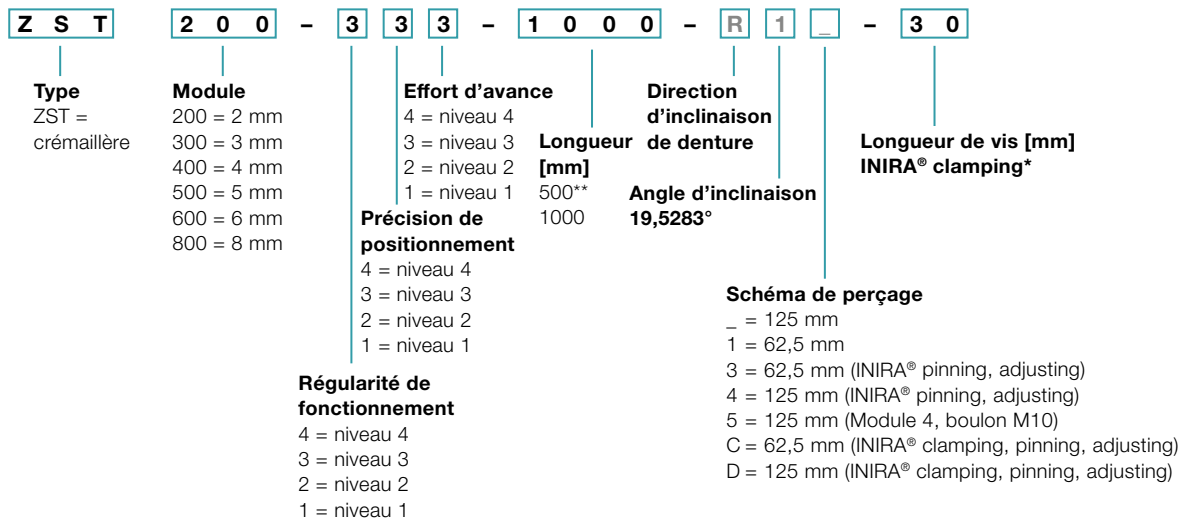 Z S T 2 0 0 – 3 3 3 – 1 0 0 0 – R 1 _ – 3 0
Type
ZST =
crémaillère
Module
200 = 2 mm
300 = 3 mm
400 = 4 mm
500 = 5 mm
600 = 6 mm
800 = 8 mm
Régularité de
fonctionnement
4 = niveau 4
3 = niveau 3
2 = niveau 2
1 = niveau 1
Précision de
positionnement
4 = niveau 4
3 = niveau 3
2 = niveau 2
1 = niveau 1
Effort d’avance
4 = niveau 4
3 = niveau 3
2 = niveau 2
1 = niveau 1
Longueur
[mm]
500**
1000
Direction
d’inclinaison
de denture
Angle d’inclinaison
19,5283°
Schéma de perçage
_ = 125 mm
1 = 62,5 mm
3 = 62,5 mm (INIRA® pinning, adjusting)
4 = 125 mm (INIRA® pinning, adjusting)
5 = 125 mm (Module 4, boulon M10)
C = 62,5 mm (INIRA® clamping, pinning, adjusting)
D = 125 mm (INIRA® clamping, pinning, adjusting)
Longueur de vis [mm]
INIRA® clamping*